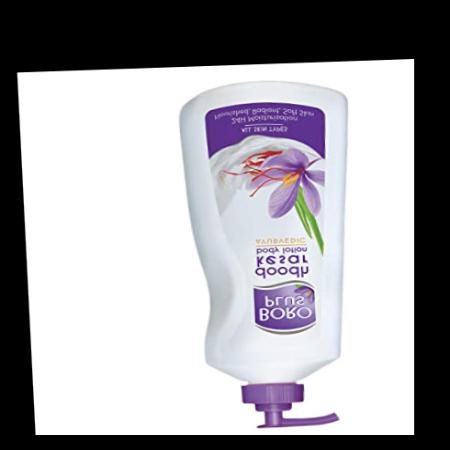 BORO
PLUS
doodh
kesar
body lotion
AYURVEDIC
ALL SKIN TYPES
24H Moisturisation
Nourished, Radiant, Soft Skin